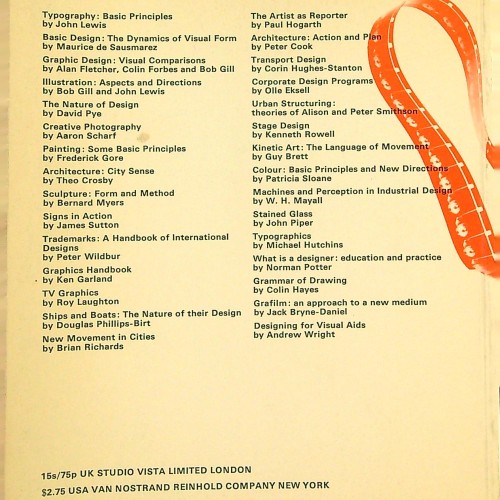 Typography: Basic Principles
by John Lewis
Basic Design: The Dynamics of Visual Form
by Maurice de Sausmarez
Graphic Design: Visual Comparisons
by Alan Fletcher, Colin Forbes and Bob Gill
Illustration: Aspects and Directions
by Bob Gill and John Lewis
The Nature of Design
by David Pye
Creative Photography
by Aaron Scharf
Painting: Some Basic Principles
by Frederick Gore
Architecture: City Sense
by Theo Crosby
Sculpture: Form and Method
by Bernard Myers
Signs in Action
by James Sutton
Trademarks: A Handbook of International
Designs
by Peter Wildbur
Graphics Handbook
by Ken Garland
TV Graphics
by Roy Laughton
Ships and Boats: The Nature of their Design
by Douglas Phillips-Birt
New Movement in Cities
by Brian Richards
The Artist as Reporter
by Paul Hogarth
Architecture: Action and Plan
by Peter Cook
Transport Design
by Corin Hughes-Stanton
Corporate Design Programs
by Olle Eksell
Urban Structuring:
theories of Alison and Peter Smithson
Stage Design
by Kenneth Rowell
Kinetic Art: The Language of Movement
by Guy Brett
Colour: Basic Principles and New Directions
by Patricia Sloane
Machines and Perception in Industrial Design
by W. H. Mayall
Stained Glass
by John Piper
Typographics
by Michael Hutchins
What is a designer: education and practice
by Norman Potter
Grammar of Drawing
by Colin Hayes
Grafilm: an approach to a new medium
by Jack Bryne-Daniel
Designing for Visual Aids
by Andrew Wright
15s/75p UK STUDIO VISTA LIMITED LONDON
$2.75 USA VAN NOSTRAND REINHOLD COMPANY NEW YORK